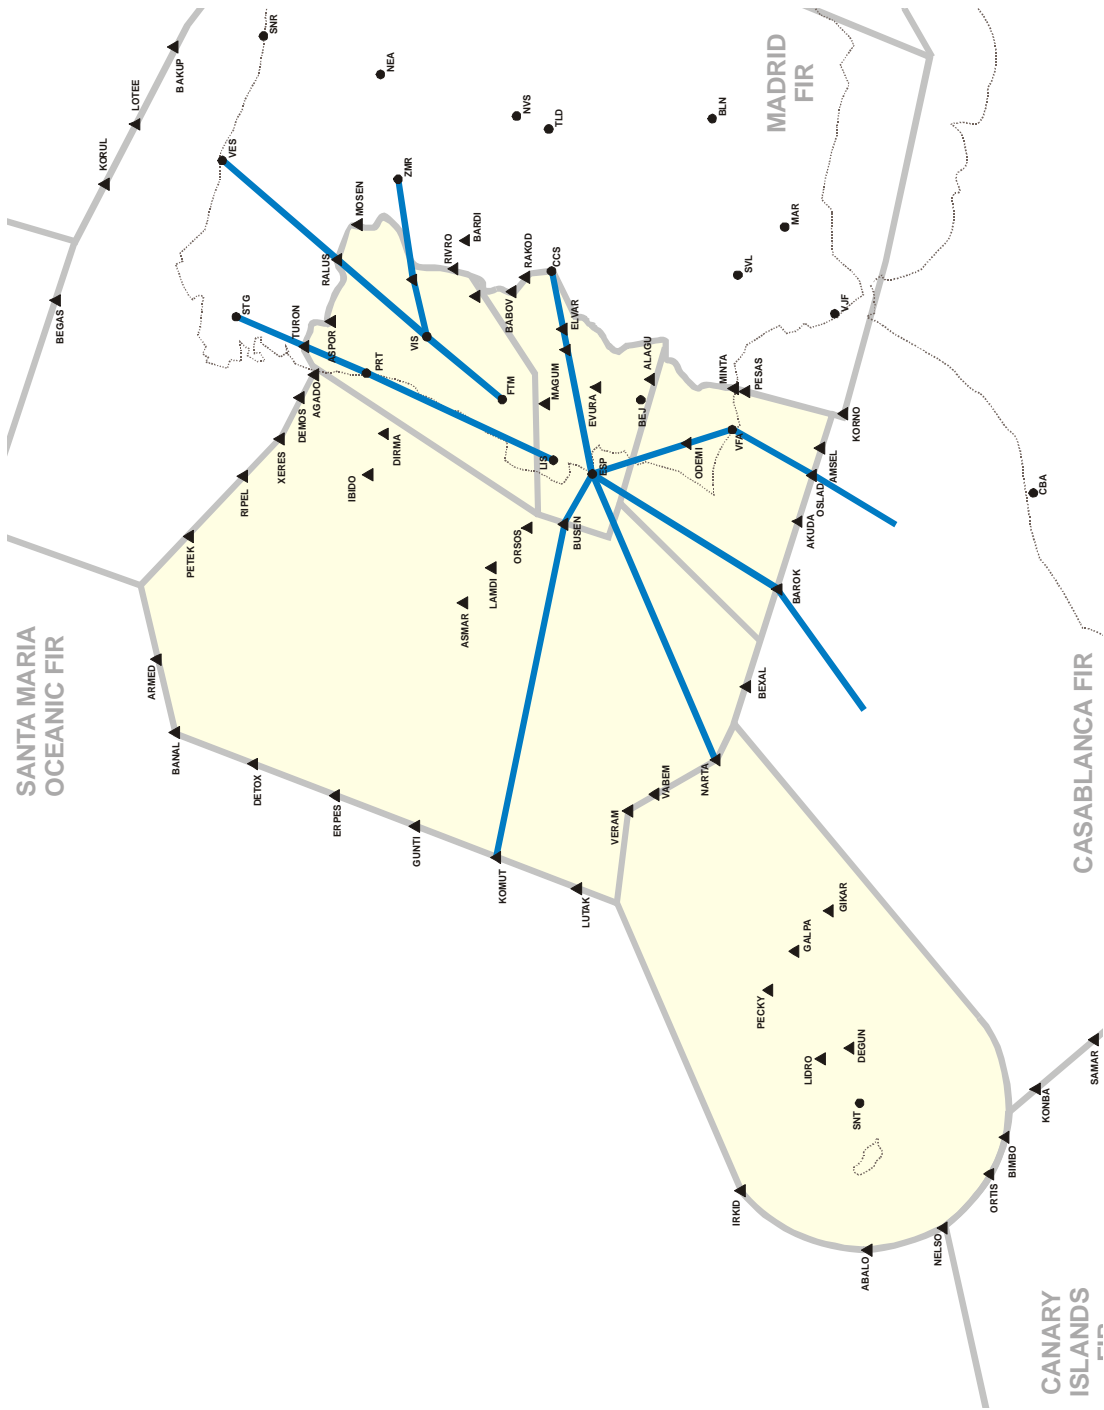 SNR
BAKUP
LOTEE
KORUL
BEGAS
NEA
NVS
TLD
BLN
MADRID
FIR
VES
ZMR
MOSEN
BARDI
RIVRO
RAKOD
CCS
MAR
SVL
VJF
STG
TURON
RALUS
ASPOR
PRT
VIS
BABOV
ELVAR
FTM
MAGUM
EVURA
ALAGU
BEJ
MINTA
PESAS
KORNO
DEMOS
AGADO
XERES
DIRMA
IBIDO
RIPEL
PETEK
LIS
ESP
ODEMI
VFA
AMSEL
OSLAD
AKUDA
CBA
ORSOS
BUSEN
LAMDI
ASMAR
BAROK
BEXAL
SANTA MARIA
OCEANIC FIR
ARMED
BANAL
DETOX
ERPES
GUNTI
KOMUT
LUTAK
VERAM
VABEM
NARTA
CASABLANCA FIR
GIKAR
GALPA
PECKY
LIDRO
DEGUN
SNT
KONBA
SAMAR
BIMBO
ORTIS
NELSO
ABALO
IRKID
CANARY
ISLANDS
FIR